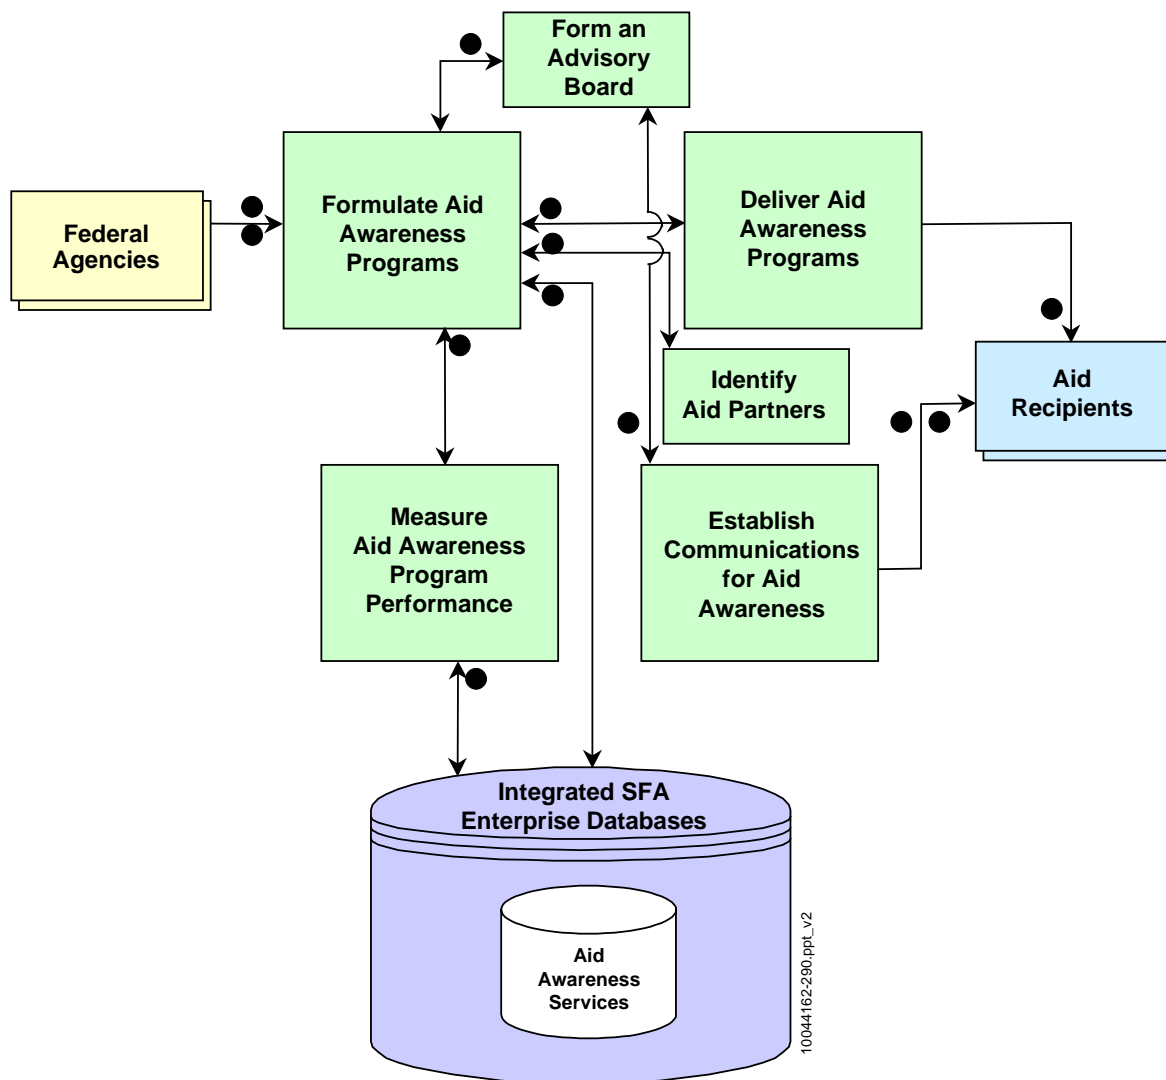 Form an
Advisory
Board
Federal
Agencies
Formulate Aid
Awareness
Programs
Deliver Aid
Awareness
Programs
Identify
Aid Partners
Aid
Recipients
Measure
Aid Awareness
Program
Performance
Establish
Communications
for Aid
Awareness
Integrated SFA
Enterprise Databases
Aid
Awareness
Services
10044162-290.ppt_v2